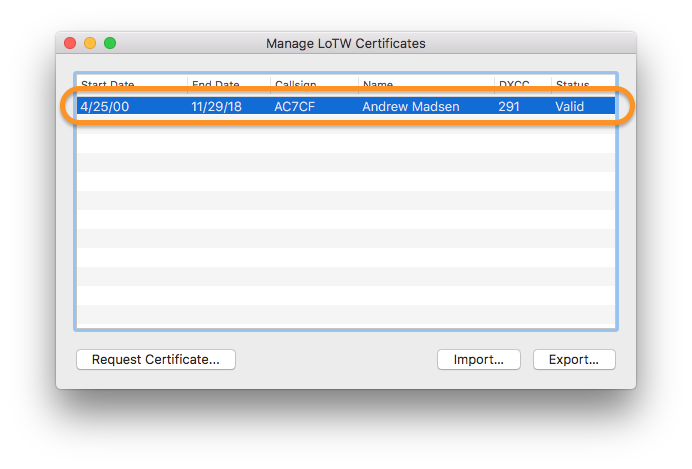 Manage LoTW Certificates
Start Date End Date Callsign Name DXCC Status
4/25/00 11/29/18 AC7CF Andrew Madsen 291 Valid
Request Certificate... Import... Export...